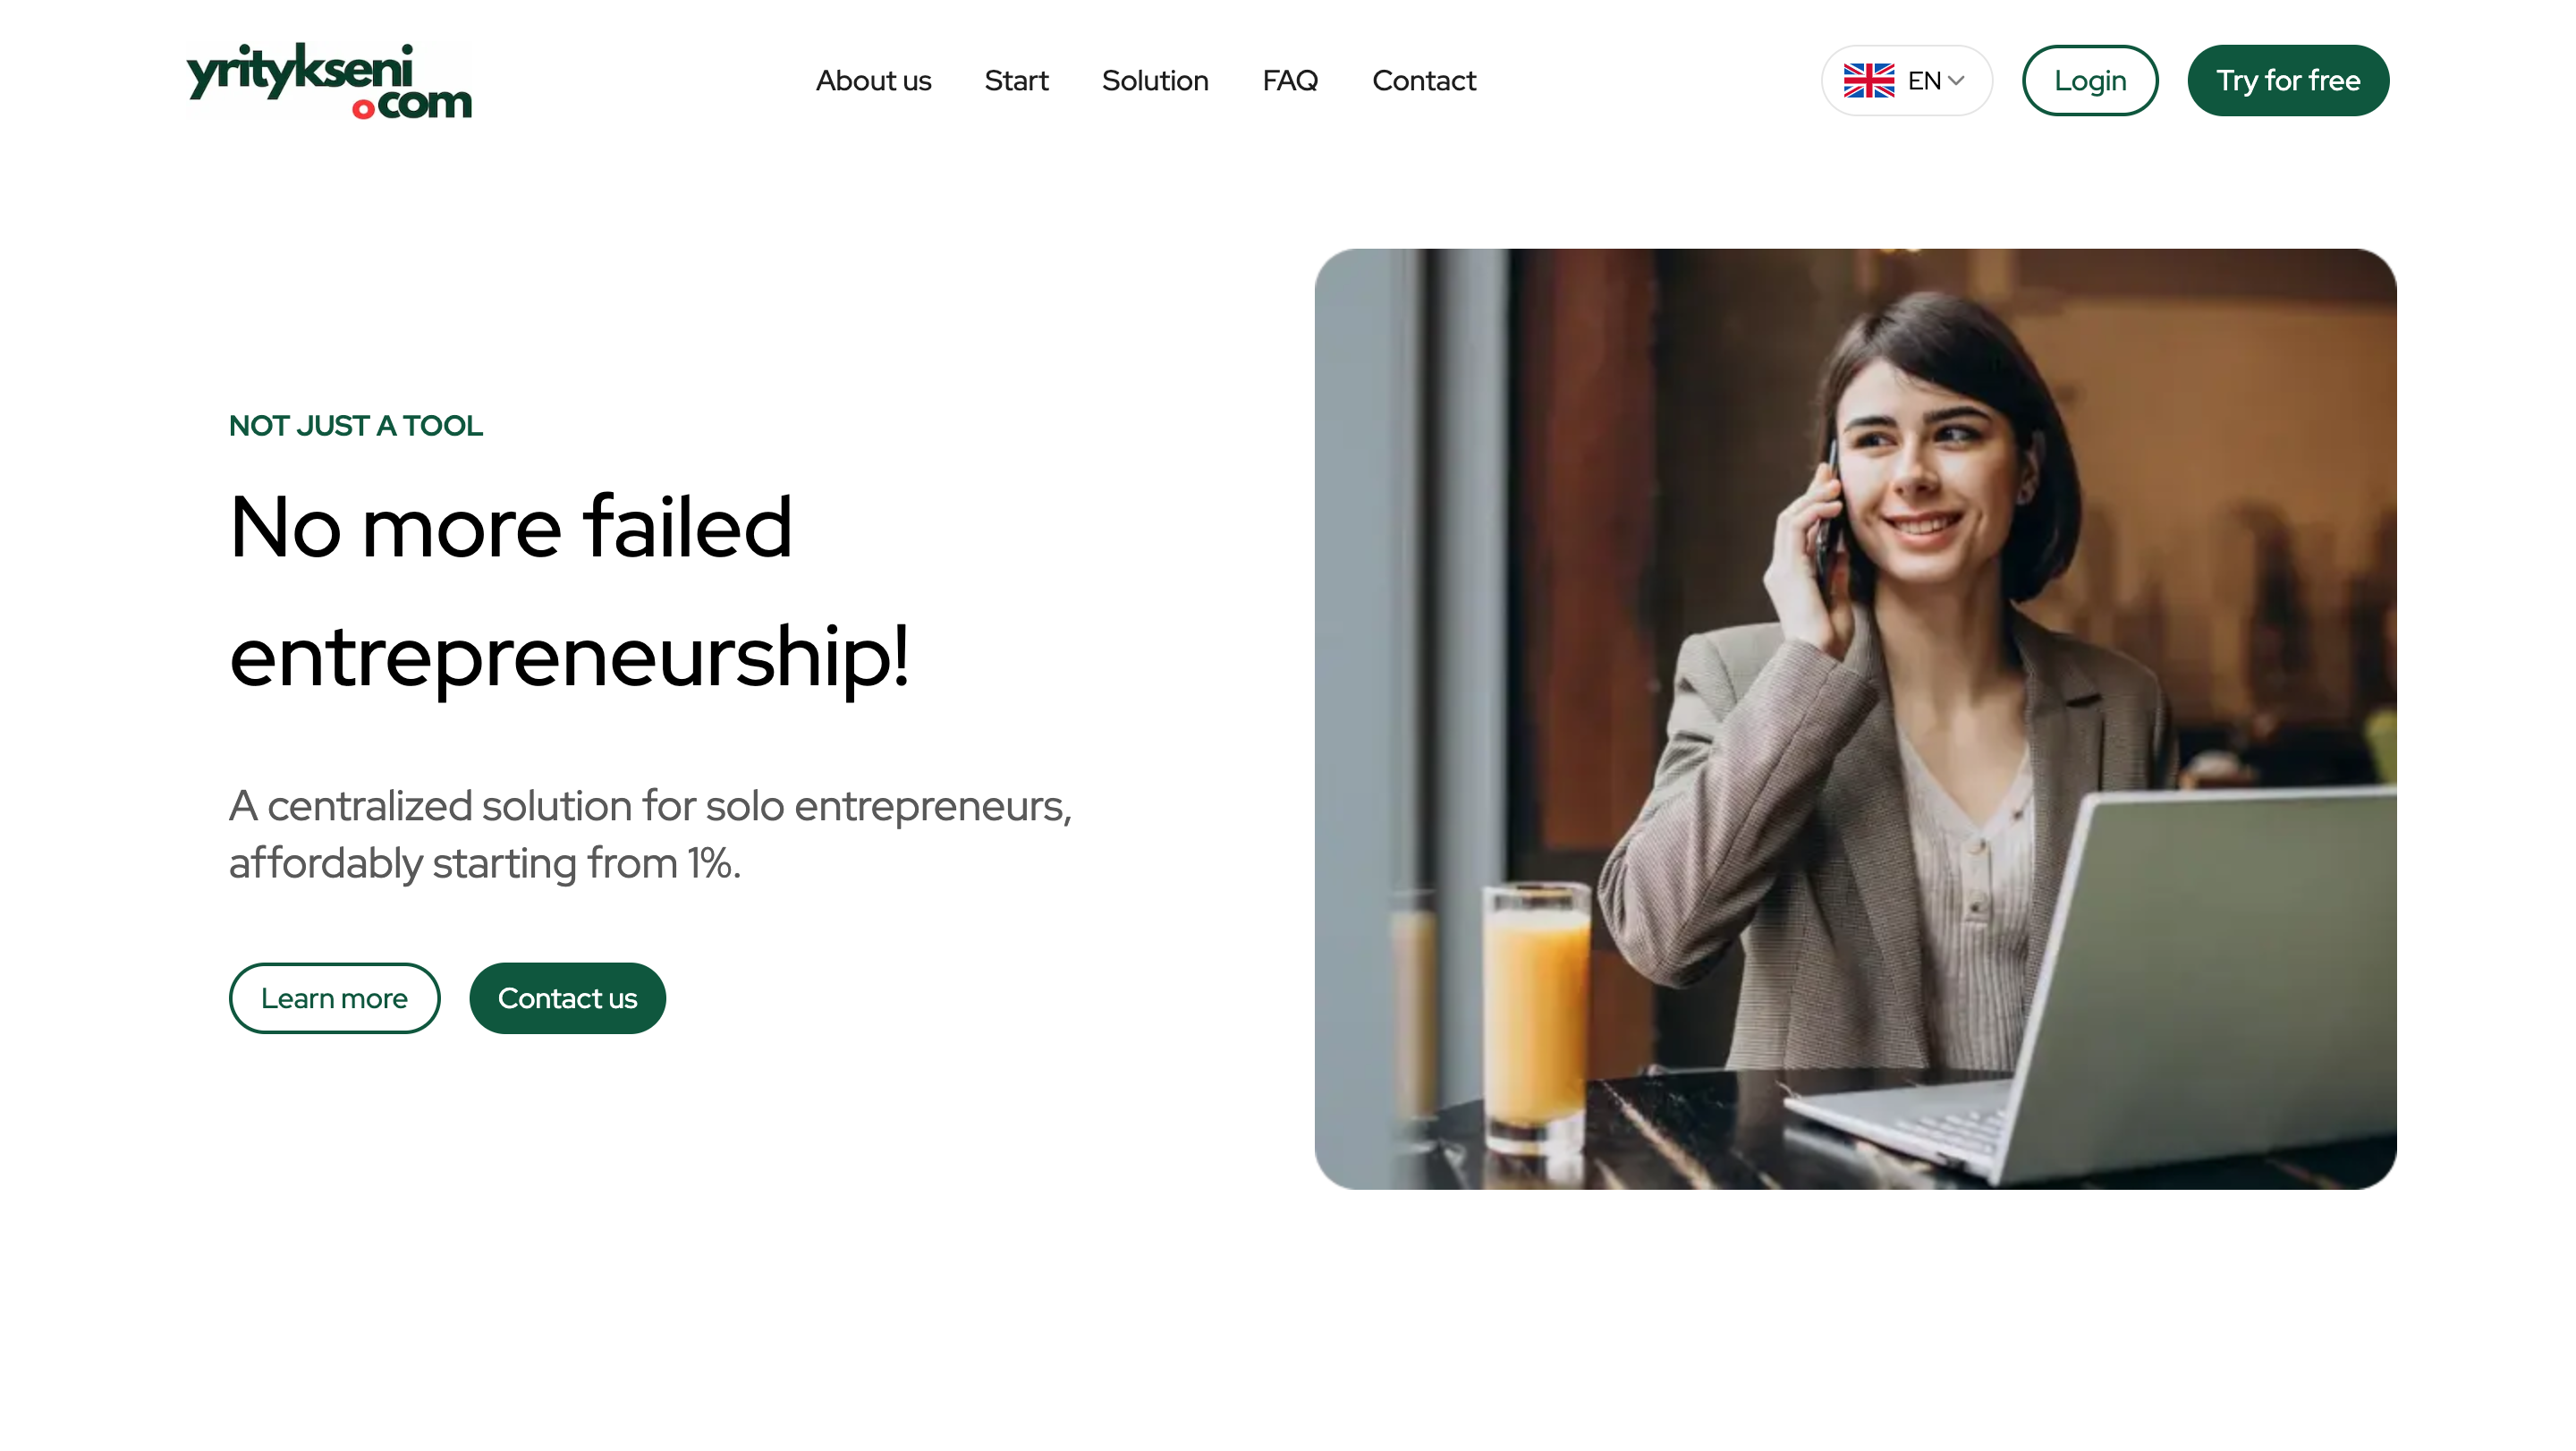 yritykseni
.com
About us
Start
Solution
FAQ
Contact
EN
Login
Try for free
NOT JUST A TOOL
No more failed
entrepreneurship!
A centralized solution for solo entrepreneurs,
affordably starting from 1%.
Learn more
Contact us